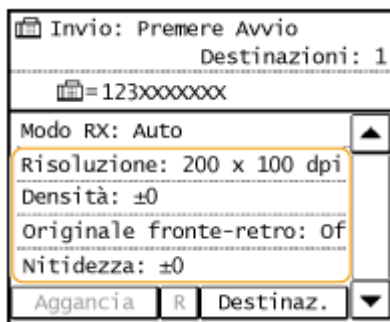 Invio: Premere Avvio
Destinazioni: 1
=123xxxxxxx
Modo RX: Auto
Risoluzione: 200 x 100 dpi
Densità: ±0
Originale fronte-retro: Of
Nitidezza: ±0
Aggancia R Destinaz.